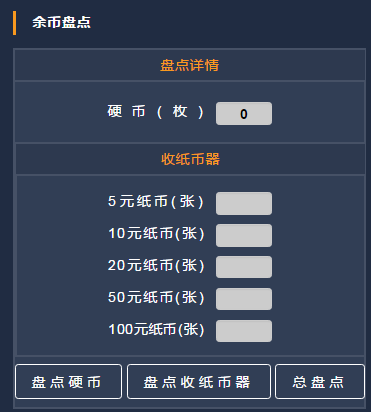 余币盘点
盘点详情
硬 币 ( 枚 ) 0
收纸币器
5元纸币(张)
10元纸币(张)
20元纸币(张)
50元纸币(张)
100元纸币(张)
盘点硬币 盘点收纸币器 总盘点